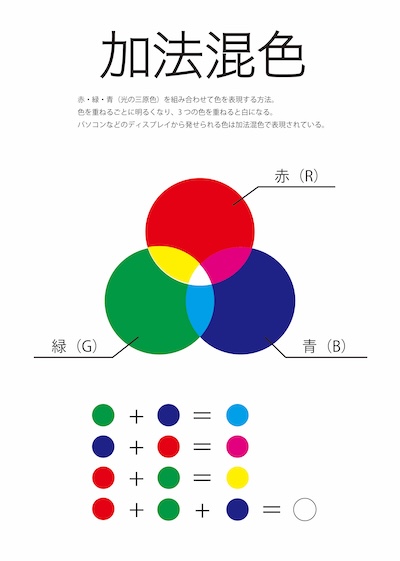 加法混色
赤・緑・青（光の三原色）を組み合わせて色を表現する方法。
色を重ねるごとに明るくなり、3つの色を重ねると白になる。
パソコンなどのディスプレイから発せられる色は加法混色で表現されている。
赤（R）
緑（G）
青（B）
+ =
+ =
+ =
+ + =